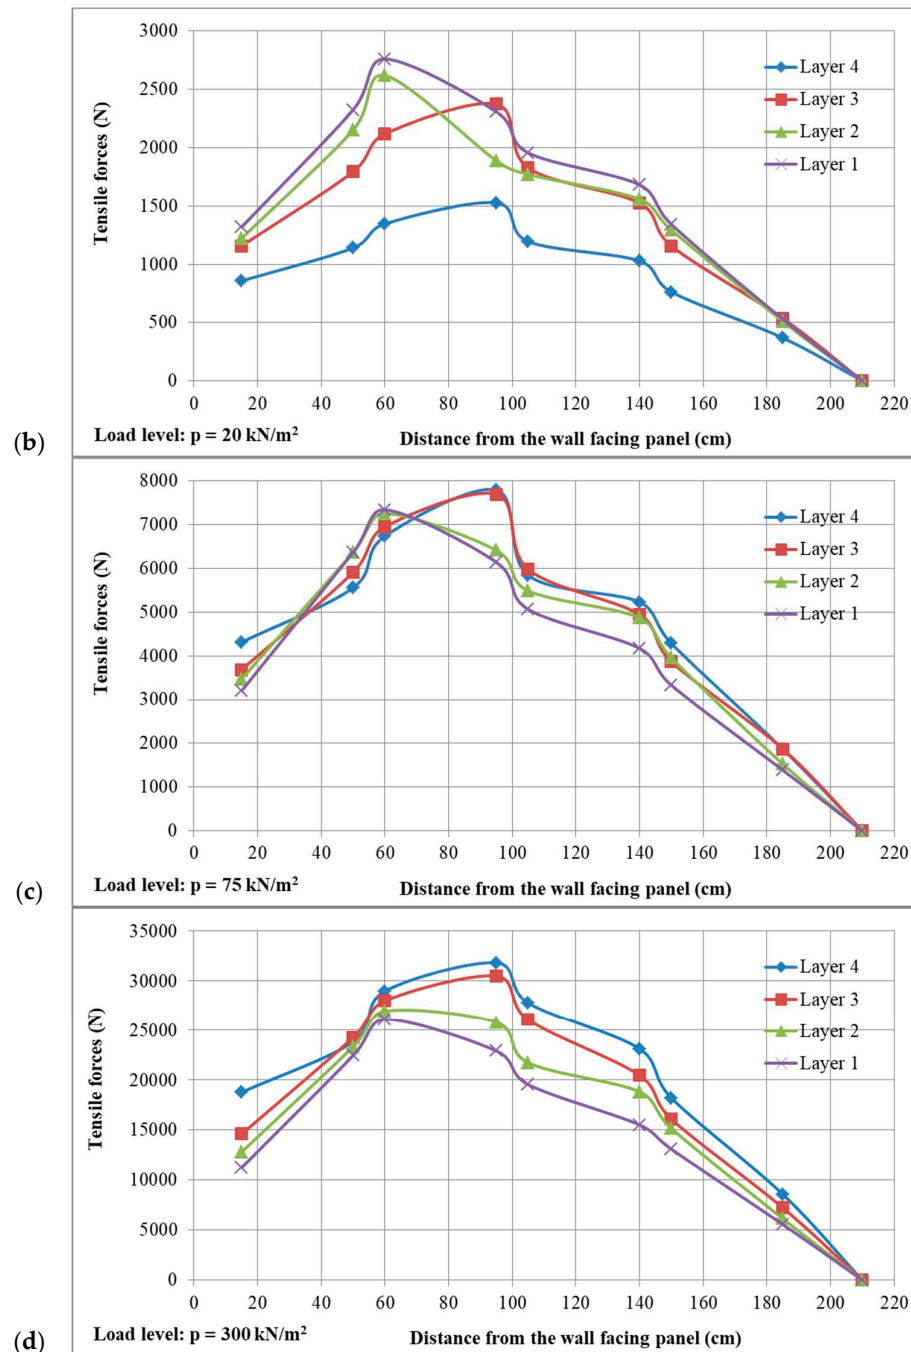 3000
2500
2000
1500
1000
500
0
Tensile forces (N)
Layer 4
Layer 3
Layer 2
Layer 1
0 20 40 60 80 100 120 140 160 180 200 220
(b)
Load level: p = 20 kN/m²
Distance from the wall facing panel (cm)
8000
7000
6000
5000
4000
3000
2000
1000
0
Tensile forces (N)
Layer 4
Layer 3
Layer 2
Layer 1
0 20 40 60 80 100 120 140 160 180 200 220
(c)
Load level: p = 75 kN/m²
Distance from the wall facing panel (cm)
35000
30000
25000
20000
15000
10000
5000
0
Tensile forces (N)
Layer 4
Layer 3
Layer 2
Layer 1
0 20 40 60 80 100 120 140 160 180 200 220
(d)
Load level: p = 300 kN/m²
Distance from the wall facing panel (cm)